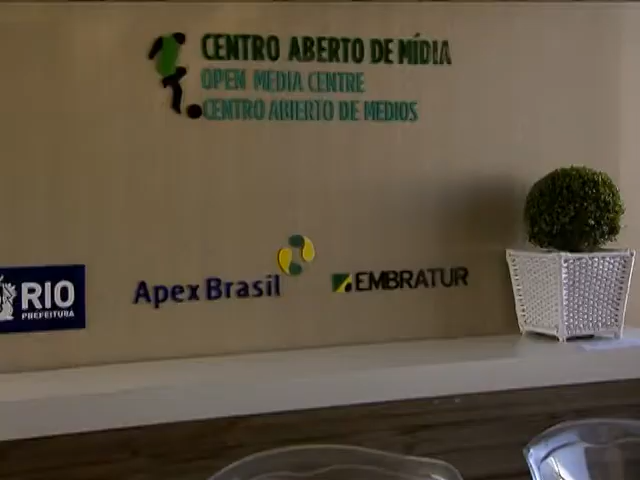 CENTRO ABERTO DE MÍDIA
OPEN MEDIA CENTRE
CENTRO ABIERTO DE MEDIOS
RIO
PREFEITURA
Apex Brasil
EMBRATUR